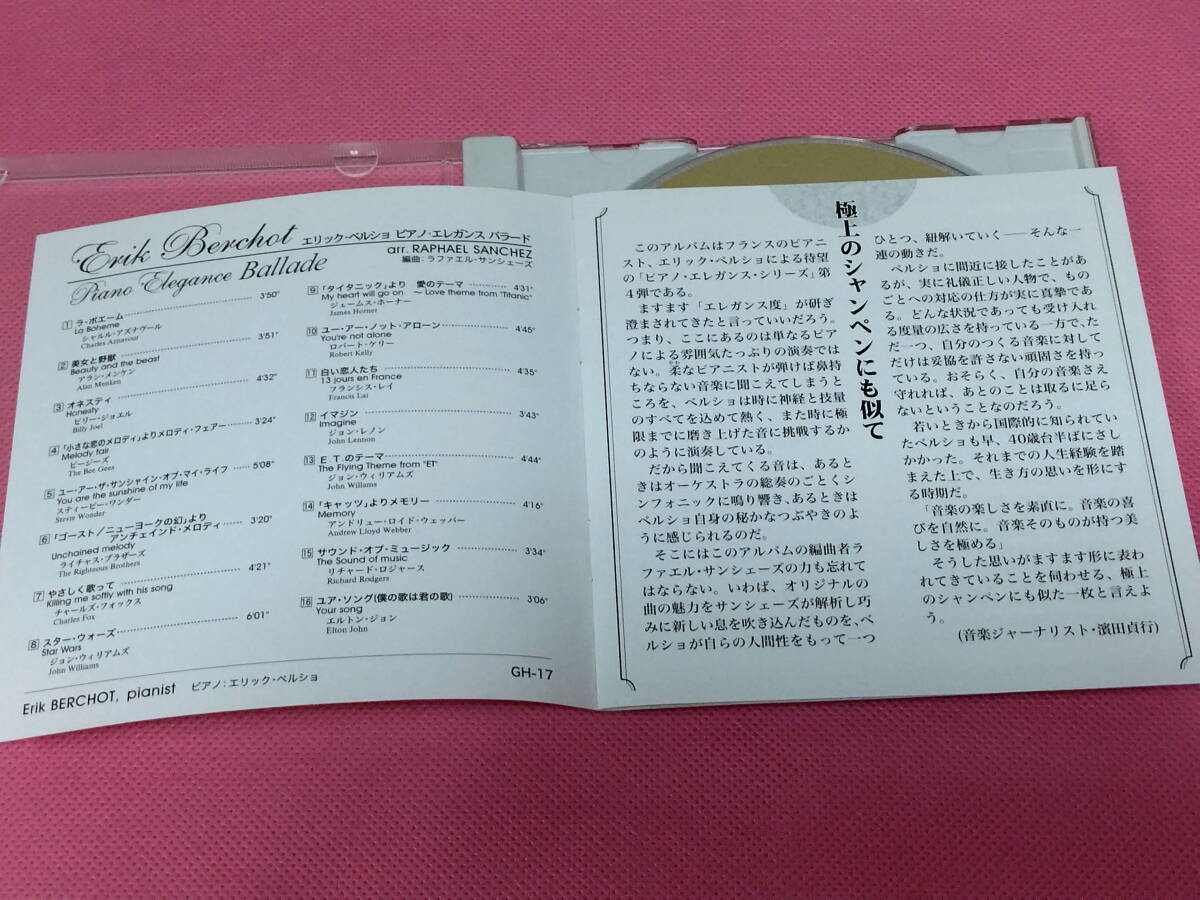 Erik Berchot エリック・ベルショ ピアノ・エレガンス バラード
Piano Elegance Ballade
arr. RAPHAEL SANCHEZ
編曲：ラファエル・サンシェーズ
1 ラ・ボエーム 3'50"
La Boheme
シャルル・アズナヴール
Charles Aznavour
2 美女と野獣 3'51"
Beauty and the beast
アラン・メンケン
Alan Menken
3 オネスティ 4'32"
Honesty
ビリー・ジョエル
Billy Joel
4 「小さな恋のメロディ」よりメロディ・フェアー 3'24"
Melody fair
ビージーズ
The Bee Gees
5 ユー・アー・ザ・サンシャイン・オブ・マイ・ライフ 5'08"
You are the sunshine of my life
スティービー・ワンダー
Stevie Wonder
6 「ゴースト/ニューヨークの幻」より
アンチェインド・メロディ 3'20"
Unchained melody
ライチャス・ブラザーズ
The Righteous Brothers
7 やさしく歌って 4'21"
Killing me softly with his song
チャールズ・フォックス
Charles Fox
8 スター・ウォーズ 6'01"
Star Wars
ジョン・ウィリアムズ
John Williams
9 「タイタニック」より 愛のテーマ 4'31"
My heart will go on ～ Love theme from "Titanic"
ジェームス・ホーナー
James Horner
10 ユー・アー・ノット・アローン 4'45"
You're not alone
ロバート・ケリー
Robert Kelly
11 白い恋人たち 4'35"
13 jours en France
フランシス・レイ
Francis Lai
12 イマジン 3'43"
Imagine
ジョン・レノン
John Lennon
13 E.T.のテーマ 4'44"
The Flying Theme from "ET"
ジョン・ウィリアムズ
John Willams
14 「キャッツ」よりメモリー 4'16"
Memory
アンドリュー・ロイド・ウェッバー
Andrew Lloyd Webber
15 サウンド・オブ・ミュージック 3'34"
The Sound of music
リチャード・ロジャース
Richard Rodgers
16 ユア・ソング(僕の歌は君の歌) 3'06"
Your song
エルトン・ジョン
Elton John
Erik BERCHOT, pianist ピアノ：エリック・ベルショ
GH-17
極上のシャンペンにも似て
このアルバムはフランスのピアニ
スト、エリック・ベルショによる待望
の「ピアノ・エレガンス・シリーズ」第
4弾である。
ますます「エレガンス度」が研ぎ
澄まされてきたと言っていいだろう。
つまり、ここにあるのは単なるピア
ノによる雰囲気たっぷりの演奏では
ない。柔なピアニストが弾けば鼻持
ちならない音楽に聞こえてしまうと
ころを、ベルショは時に神経と技量
のすべてを込めて熱く、また時に極
限までに磨き上げた音に挑戦するか
のように演奏している。
だから聞こえてくる音は、あると
きはオーケストラの総奏のごとくシ
ンフォニックに鳴り響き、あるときは
ベルショ自身の秘かなつぶやきのよ
うに感じられるのだ。
そこにはこのアルバムの編曲者ラ
ファエル・サンシェーズの力も忘れて
はならない。いわば、オリジナルの
曲の魅力をサンシェーズが解析し巧
みに新しい息を吹き込んだものを、ベ
ルショが自らの人間性をもって一つ
ひとつ、紐解いていく── そんな一
連の動きだ。
ベルショに間近に接したことがあ
るが、実に礼儀正しい人物で、もの
ごとへの対応の仕方が実に真摯であ
る。どんな状況であっても受け入れ
る度量の広さを持っている一方で、た
だ一つ、自分のつくる音楽に対して
だけは妥協を許さない頑固さを持っ
ている。おそらく、自分の音楽さえ
守れれば、あとのことは取るに足ら
ないということなのだろう。
若いときから国際的に知られてい
たベルショも早、40歳台半ばにさし
かかった。それまでの人生経験を踏
まえた上で、生き方の思いを形にす
る時期だ。
「音楽の楽しさを素直に。音楽の喜
びを自然に。音楽そのものが持つ美
しさを極める」
そうした思いがますます形に表わ
れてきていることを伺わせる、極上
のシャンペンにも似た一枚と言えよ
う。
(音楽ジャーナリスト・濱田貞行)